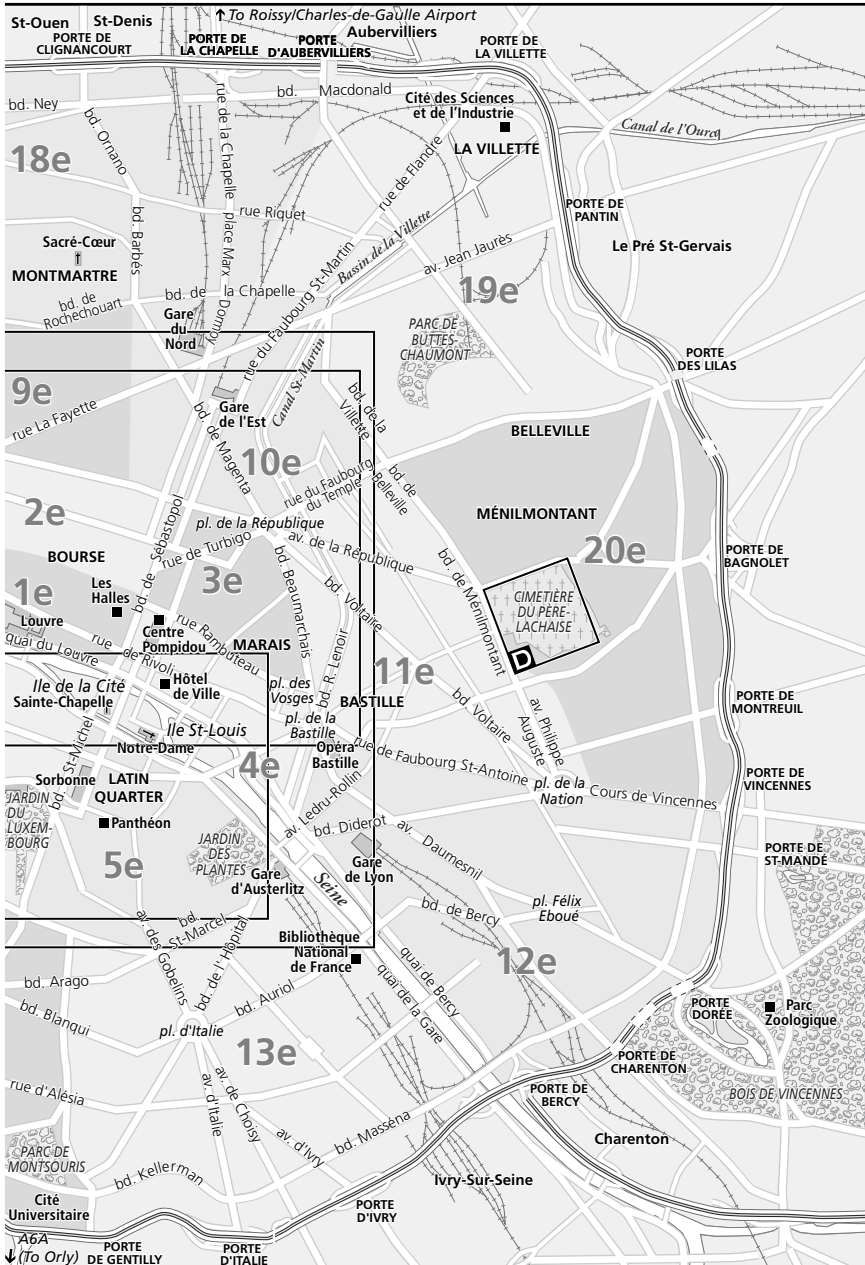 ↑ To Roissy/Charles-de-Gaulle Airport
St-Ouen
St-Denis
Aubervilliers
PORTE DE
CLIGNANCOURT
PORTE DE
LA CHAPELLE
PORTE
D'AUBERVILLIERS
PORTE DE
LA VILLETTE
bd. Ney
bd. Macdonald
Cité des Sciences
et de l'Industrie
LA VILLETTE
Canal de l'Ourcq
bd. Ornano
rue de la Chapelle
rue de Flandre
18e
rue Riquet
PORTE DE
PANTIN
Le Pré St-Gervais
Sacré-Cœur
MONTMARTRE
bd. Barbès
place Marx Dormoy
Bassin de la Villette
av. Jean Jaurès
19e
bd. de
Rochechouart
bd. de la Chapelle
Gare
du
Nord
rue du Faubourg St-Martin
Canal St-Martin
PARC DE
BUTTES-
CHAUMONT
PORTE
DES LILAS
9e
rue La Fayette
Gare
de l'Est
bd. de Magenta
bd. de la
Villette
BELLEVILLE
10e
bd. de
Belleville
rue du Faubourg
du Temple
2e
pl. de la République
MÉNILMONTANT
bd. de Sébastopol
rue de Turbigo
av. de la République
20e
BOURSE
PORTE DE
BAGNOLET
1e
Les
Halles
3e
bd. Beaumarchais
bd. Voltaire
bd. de Ménilmontant
CIMETIÈRE
DU PÈRE-
LACHAISE
D
Louvre
quai du Louvre
rue de Rivoli
Centre
Pompidou
rue Rambuteau
MARAIS
bd. R. Lenoir
11e
Ile de la Cité
Sainte-Chapelle
Hôtel
de Ville
pl. des
Vosges
BASTILLE
bd. Voltaire
av. Philippe
Auguste
PORTE DE
MONTREUIL
Ile St-Louis
Notre-Dame
pl. de la
Bastille
Opéra
Bastille
rue de Faubourg St-Antoine
bd. St-Michel
4e
Sorbonne
LATIN
QUARTER
av. Ledru-Rollin
pl. de la
Nation
Cours de Vincennes
PORTE DE
VINCENNES
JARDIN
DU
LUXEM-
BOURG
Panthéon
bd. Diderot
av. Daumesnil
PORTE DE
ST-MANDÉ
5e
JARDIN
DES
PLANTES
Gare
d'Austerlitz
Gare
de Lyon
Seine
pl. Félix
Eboué
bd. de Bercy
bd.
St-Marcel
av. des Gobelins
bd. de l'Hôpital
Bibliothèque
National
de France
12e
quai de Bercy
quai de la Gare
bd. Arago
bd. Auriol
bd. Blanqui
pl. d'Italie
PORTE
DORÉE
Parc
Zoologique
13e
PORTE DE
CHARENTON
BOIS DE VINCENNES
rue d'Alésia
av. d'Italie
av. de Choisy
av. d'Ivry
bd. Masséna
PORTE DE
BERCY
Charenton
PARC DE
MONTSOURIS
bd. Kellerman
Ivry-Sur-Seine
Cité
Universitaire
PORTE
D'IVRY
A6A
↓ (To Orly)
PORTE
DE GENTILLY
PORTE
D'ITALIE